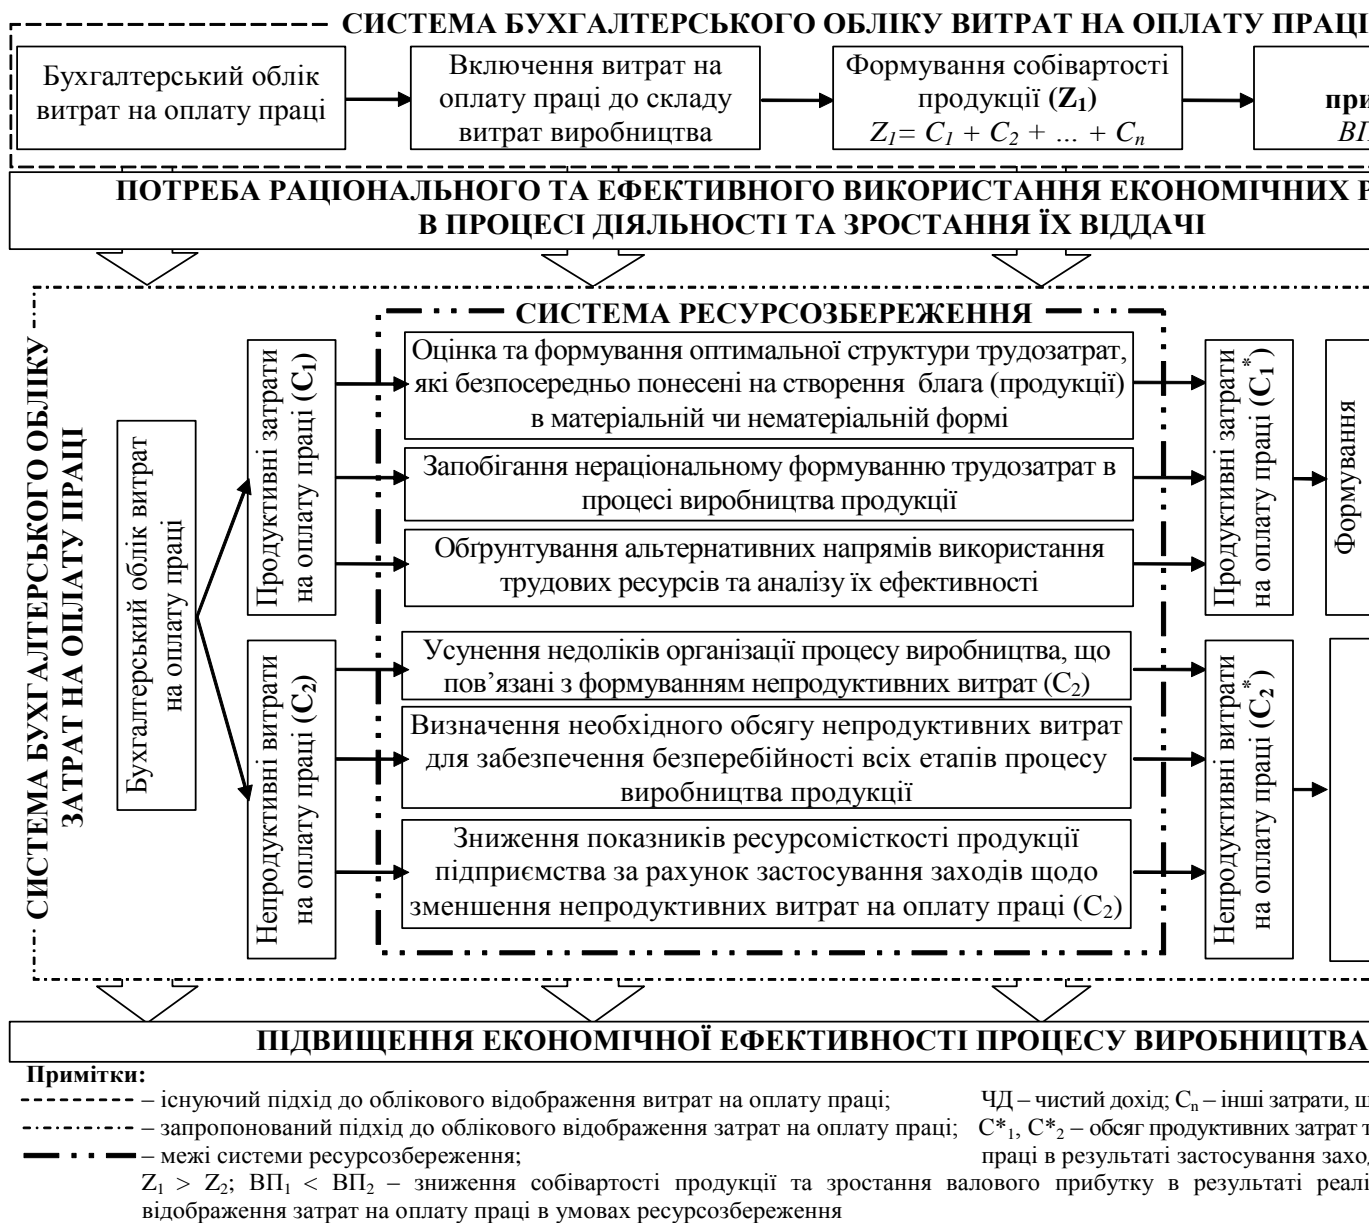 СИСТЕМА БУХГАЛТЕРСЬКОГО ОБЛІКУ ВИТРАТ НА ОПЛАТУ ПРАЦІ
Бухгалтерський облік
витрат на оплату праці
Включення витрат на
оплату праці до складу
витрат виробництва
Формування собівартості
продукції (Z₁)
Z₁= C₁ + C₂ + ... + Cₙ
ПОТРЕБА РАЦІОНАЛЬНОГО ТА ЕФЕКТИВНОГО ВИКОРИСТАННЯ ЕКОНОМІЧНИХ
В ПРОЦЕСІ ДІЯЛЬНОСТІ ТА ЗРОСТАННЯ ЇХ ВІДДАЧІ
СИСТЕМА БУХГАЛТЕРСЬКОГО ОБЛІКУ
ЗАТРАТ НА ОПЛАТУ ПРАЦІ
Бухгалтерський облік витрат
на оплату праці
Продуктивні затрати
на оплату праці (C₁)
Непродуктивні витрати
на оплату праці (C₂)
СИСТЕМА РЕСУРСОЗБЕРЕЖЕННЯ
Оцінка та формування оптимальної структури трудозатрат,
які безпосередньо понесені на створення блага (продукції)
в матеріальній чи нематеріальній формі
Запобігання нераціональному формуванню трудозатрат в
процесі виробництва продукції
Обґрунтування альтернативних напрямів використання
трудових ресурсів та аналізу їх ефективності
Усунення недоліків організації процесу виробництва, що
пов’язані з формуванням непродуктивних витрат (C₂)
Визначення необхідного обсягу непродуктивних витрат
для забезпечення безперебійності всіх етапів процесу
виробництва продукції
Зниження показників ресурсомісткості продукції
підприємства за рахунок застосування заходів щодо
зменшення непродуктивних витрат на оплату праці (C₂)
Продуктивні затрати
на оплату праці (C₁*)
Непродуктивні витрати
на оплату праці (C₂*)
Формування
ПІДВИЩЕННЯ ЕКОНОМІЧНОЇ ЕФЕКТИВНОСТІ ПРОЦЕСУ ВИРОБНИЦТВА
Примітки:
– існуючий підхід до облікового відображення витрат на оплату праці;
– запропонований підхід до облікового відображення затрат на оплату праці;
– межі системи ресурсозбереження;
ЧД – чистий дохід; Cₙ – інші затрати,
C*₁, C*₂ – обсяг продуктивних затрат
праці в результаті застосування
Z₁ > Z₂; ВП₁ < ВП₂ – зниження собівартості продукції та зростання валового прибутку в результаті
відображення затрат на оплату праці в умовах ресурсозбереження